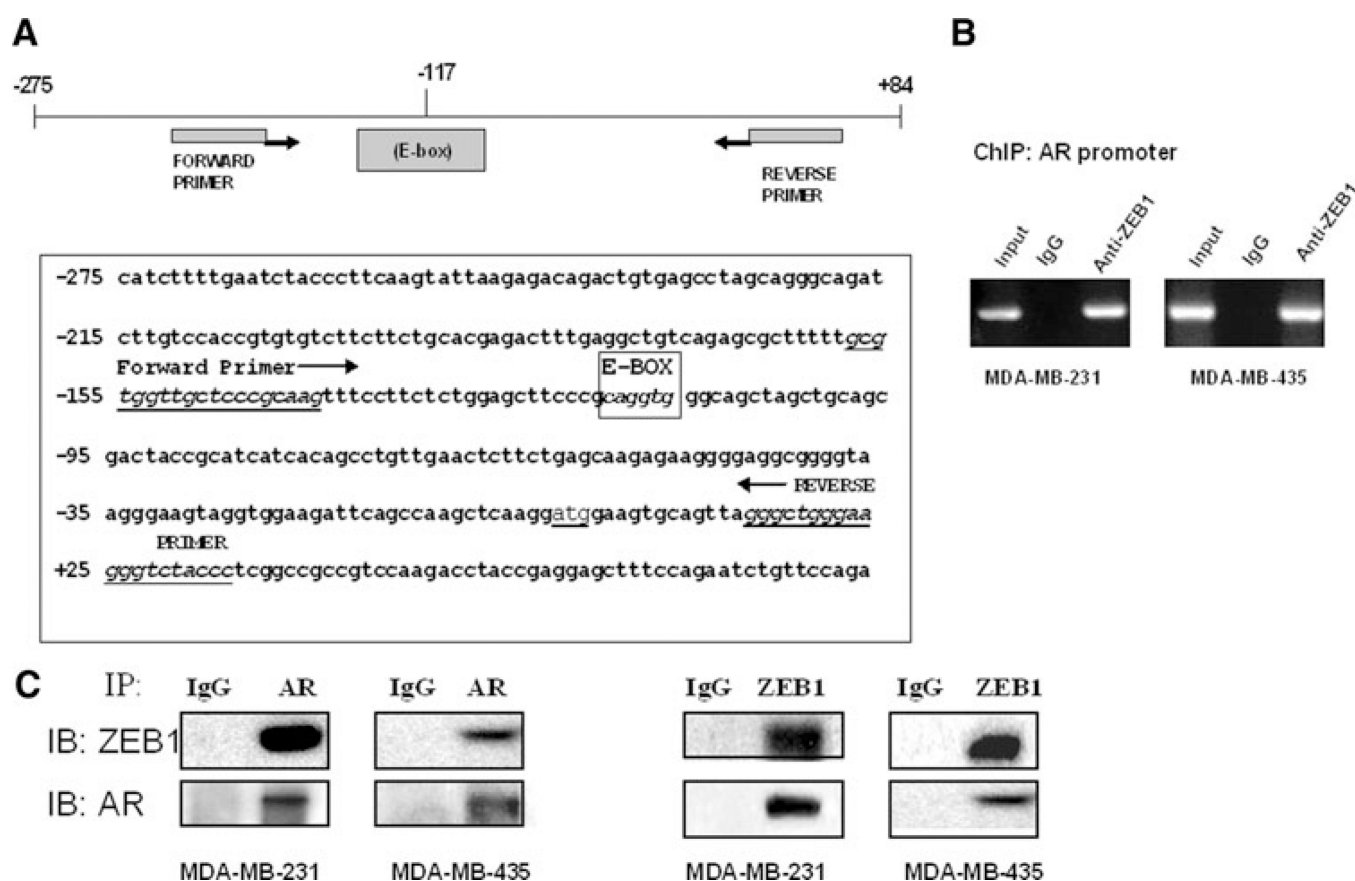 A
-275
-117
+84
(E-box)
FORWARD
PRIMER
REVERSE
PRIMER
-275 catcttttgaatctacccttcaagtattaagagacagactgtgagcctagcagggcagat
-215 cttgtccaccgtgtgtcttcttctgcacgagactttgaggctgtcagagcgctttttgcg
Forward Primer
E-BOX
-155 tggttgctcccgcaagtttccttctctggagcttcccgcaggtg ggcagctagctgcagc
-95 gactaccgcatcatcacagcctgttgaactcttctgagcaagagaaggggaggcggggta
REVERSE
-35 agggaagtaggtggaagattcagccaagctcaaggatggaagtgcagttagggctgggaa
PRIMER
+25 gggtctaccctcggccgccgtccaagacctaccgaggagctttccagaatctgttccaga
B
ChIP: AR promoter
Input IgG Anti-ZEB1 Input IgG Anti-ZEB1
MDA-MB-231 MDA-MB-435
C
IP: IgG AR IgG AR IgG ZEB1 IgG ZEB1
IB: ZEB1
IB: AR
MDA-MB-231 MDA-MB-435 MDA-MB-231 MDA-MB-435